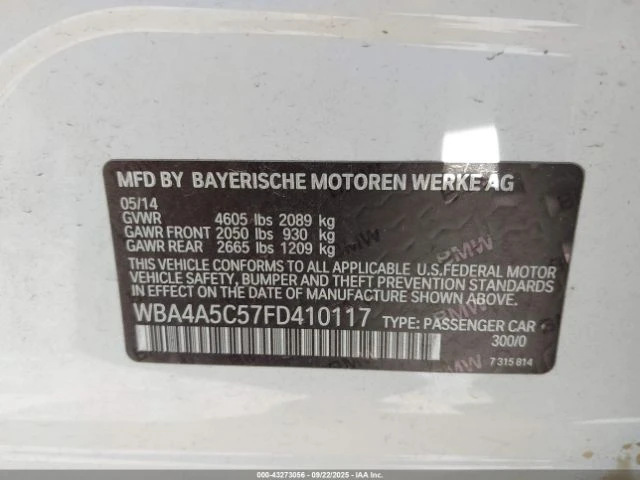 MFD BY BAYERISCHE MOTOREN WERKE AG
05/14
GVWR 4605 lbs 2089 kg
GAWR FRONT 2050 lbs 930 kg
GAWR REAR 2665 lbs 1209 kg
THIS VEHICLE CONFORMS TO ALL APPLICABLE U.S.FEDERAL MOTOR
VEHICLE SAFETY, BUMPER AND THEFT PREVENTION STANDARDS
IN EFFECT ON THE DATE OF MANUFACTURE SHOWN ABOVE.
WBA4A5C57FD410117 TYPE: PASSENGER CAR
300/0
7 315 814
000-43273056 - 09/22/2025 - IAAI.COM